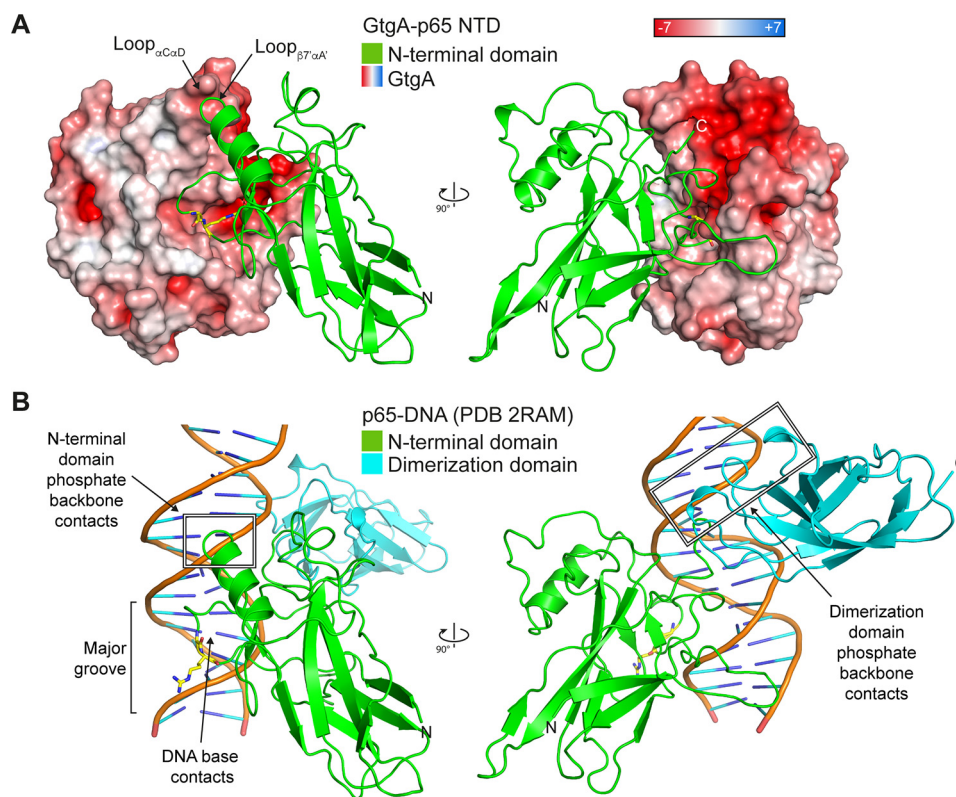 A
GtgA-p65 NTD
-7 +7
LoopαCαD
Loopβ7'αA'
N-terminal domain
GtgA
C
90°
N
N
B
p65-DNA (PDB 2RAM)
N-terminal domain
Dimerization domain
N-terminal
domain
phosphate
backbone
contacts
Major
groove
90°
Dimerization
domain
phosphate
backbone
contacts
N
N
DNA base
contacts